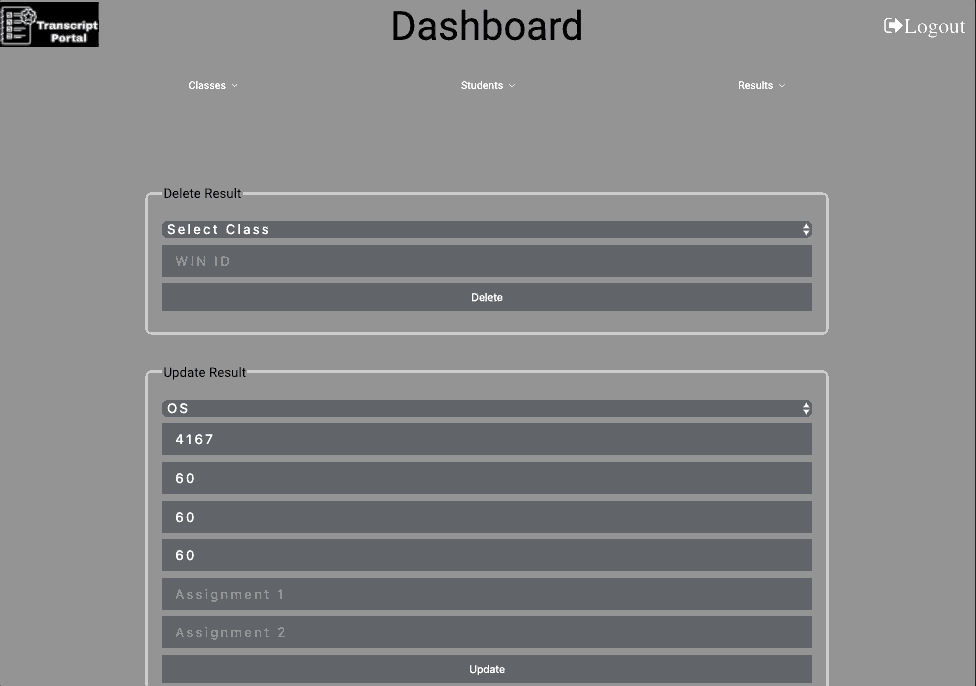 Transcript
Portal
Dashboard
Logout
Classes
Students
Results
Delete Result
Select Class
WIN ID
Delete
Update Result
OS
4167
60
60
60
Assignment 1
Assignment 2
Update